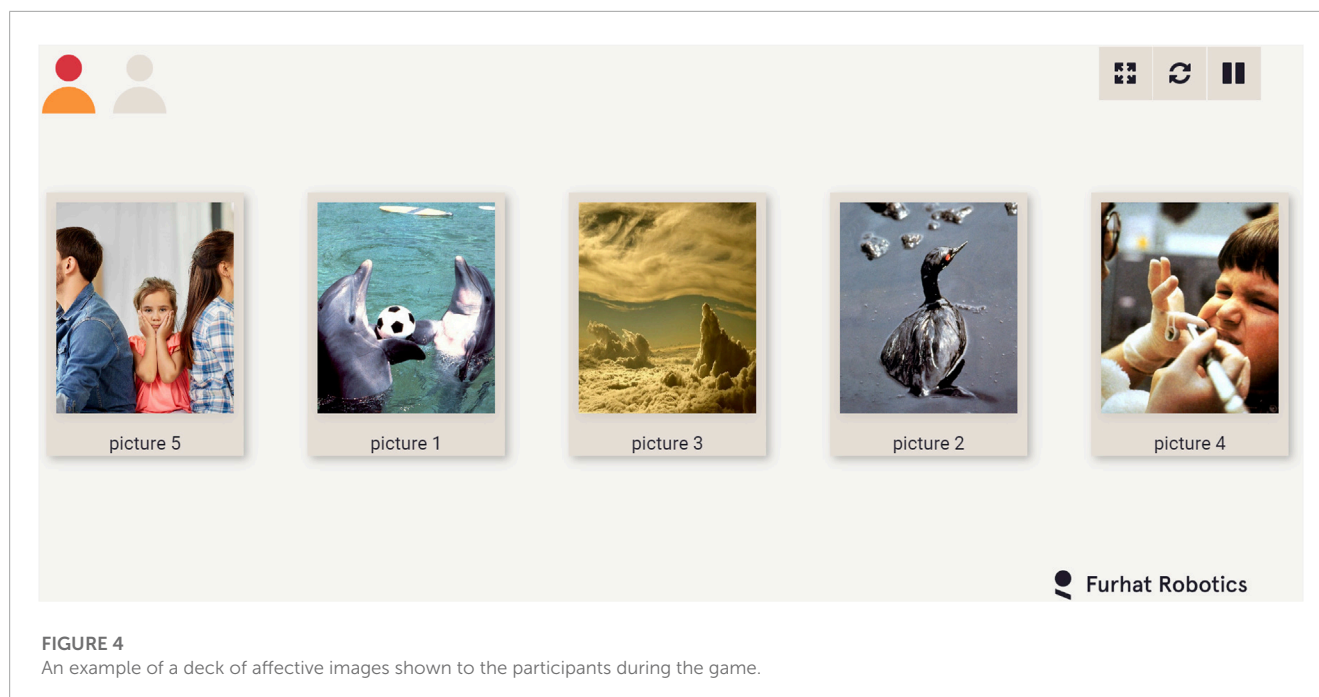 picture 5
picture 1
picture 3
picture 2
picture 4
Furhat Robotics
FIGURE 4
An example of a deck of affective images shown to the participants during the game.